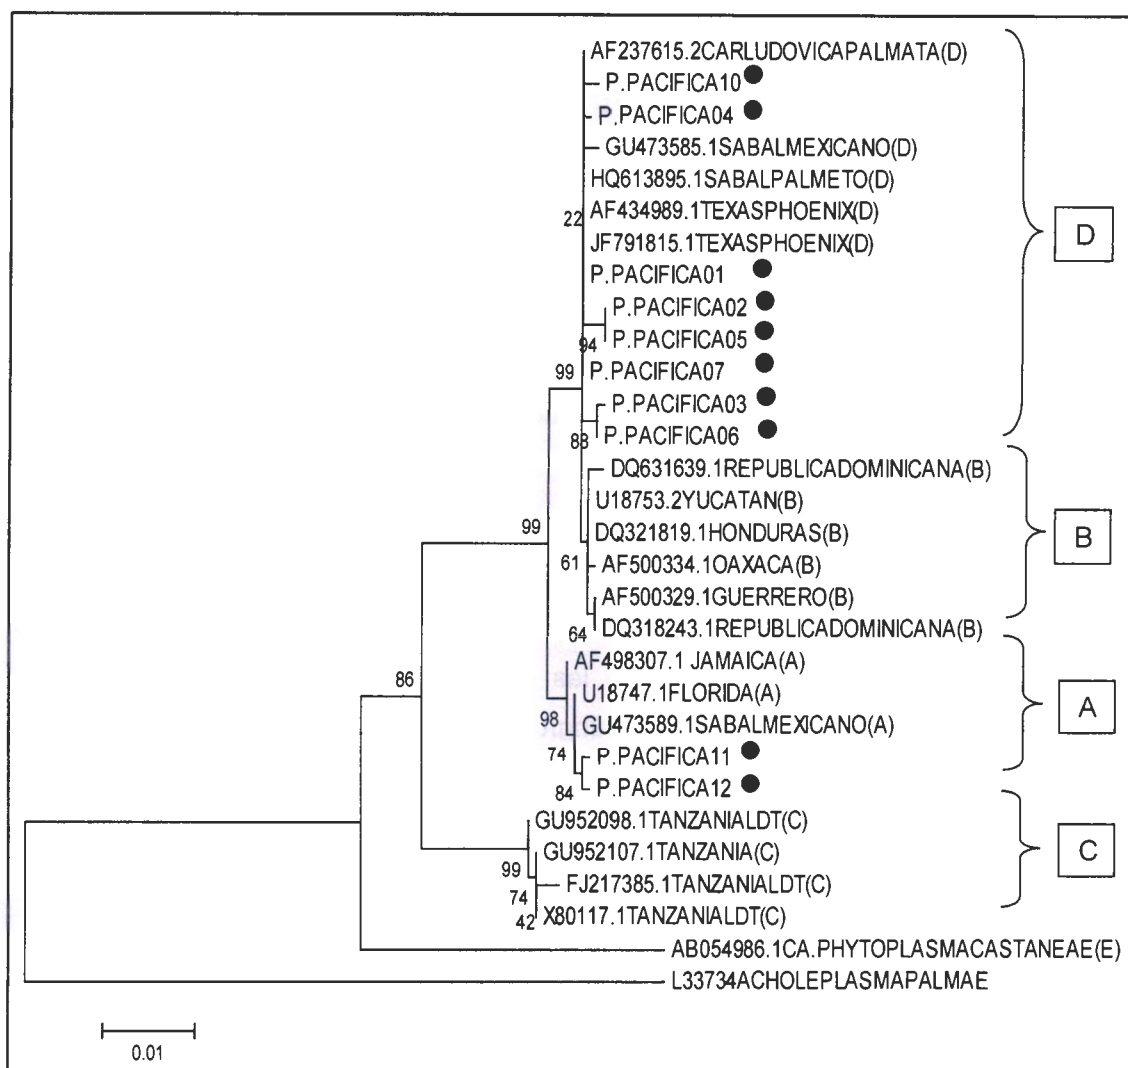 AF237615.2CARLUDOVICAPALMATA(D)
P.PACIFICA10
P.PACIFICA04
GU473585.1SABALMEXICANO(D)
HQ613895.1SABALPALMETO(D)
22
AF434989.1TEXASPHOENIX(D)
D
JF791815.1TEXASPHOENIX(D)
P.PACIFICA01
P.PACIFICA02
94
P.PACIFICA05
99
P.PACIFICA07
P.PACIFICA03
88
P.PACIFICA06
DQ631639.1REPUBLICADOMINICANA(B)
U18753.2YUCATAN(B)
99
DQ321819.1HONDURAS(B)
B
61
AF500334.1OAXACA(B)
AF500329.1GUERRERO(B)
64
DQ318243.1REPUBLICADOMINICANA(B)
AF498307.1 JAMAICA(A)
86
U18747.1FLORIDA(A)
A
98
GU473589.1SABALMEXICANO(A)
74
P.PACIFICA11
84
P.PACIFICA12
GU952098.1TANZANIALDT(C)
GU952107.1TANZANIA(C)
C
99
FJ217385.1TANZANIALDT(C)
74
42
X80117.1TANZANIALDT(C)
AB054986.1CA.PHYTOPLASMACASTANEAE(E)
L33734ACHOLEPLASMAPALMAE
0.01